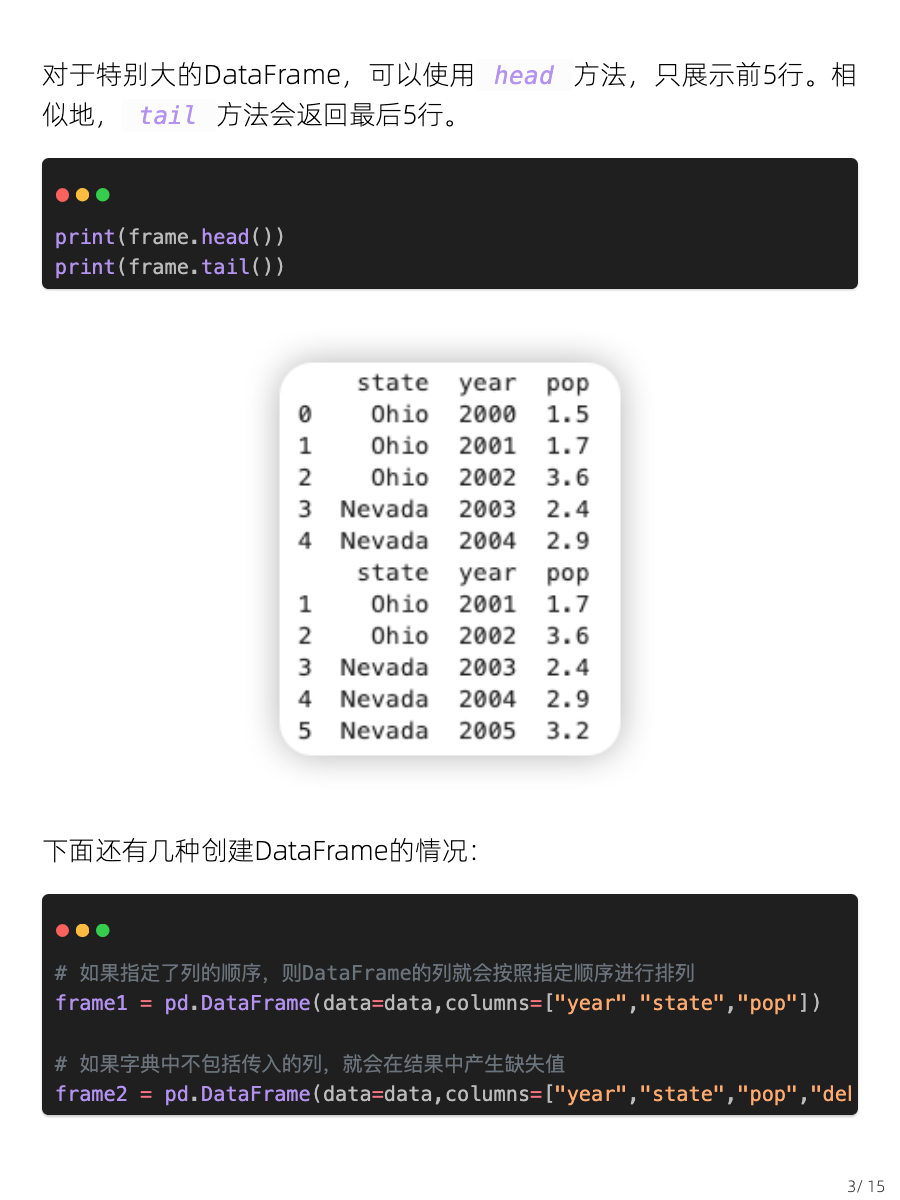 对于特别大的DataFrame，可以使用 head 方法，只展示前5行。相
似地， tail 方法会返回最后5行。
print(frame.head())
print(frame.tail())
state year pop
0 Ohio 2000 1.5
1 Ohio 2001 1.7
2 Ohio 2002 3.6
3 Nevada 2003 2.4
4 Nevada 2004 2.9
state year pop
1 Ohio 2001 1.7
2 Ohio 2002 3.6
3 Nevada 2003 2.4
4 Nevada 2004 2.9
5 Nevada 2005 3.2
下面还有几种创建DataFrame的情况：
# 如果指定了列的顺序，则DataFrame的列就会按照指定顺序进行排列
frame1 = pd.DataFrame(data=data,columns=["year","state","pop"])
# 如果字典中不包括传入的列，就会在结果中产生缺失值
frame2 = pd.DataFrame(data=data,columns=["year","state","pop","del
3/ 15